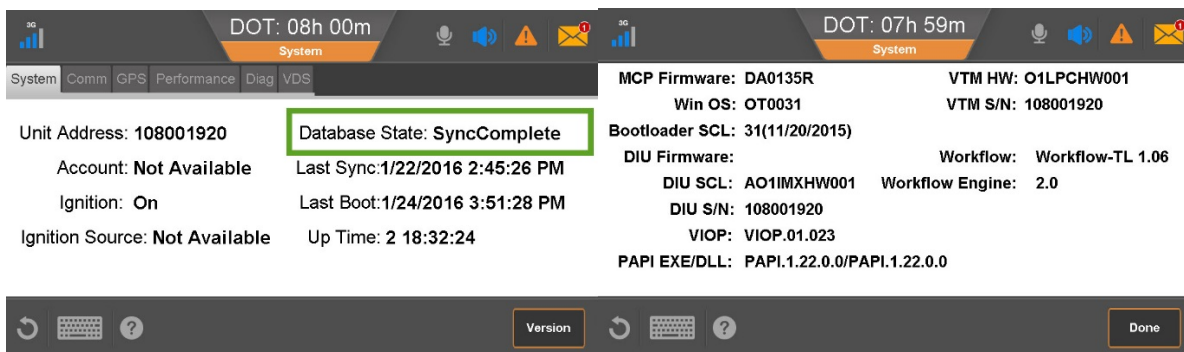 3G
DOT: 08h 00m
System
1
System Comm GPS Performance Diag VDS
Unit Address: 108001920
Database State: SyncComplete
Account: Not Available
Last Sync:1/22/2016 2:45:26 PM
Ignition: On
Last Boot:1/24/2016 3:51:28 PM
Ignition Source: Not Available
Up Time: 2 18:32:24
?
Version
3G
DOT: 07h 59m
System
1
MCP Firmware: DA0135R
VTM HW: O1LPCHW001
Win OS: OT0031
VTM S/N: 108001920
Bootloader SCL: 31(11/20/2015)
DIU Firmware:
Workflow: Workflow-TL 1.06
DIU SCL: AO1IMXHW001
Workflow Engine: 2.0
DIU S/N: 108001920
VIOP: VIOP.01.023
PAPI EXE/DLL: PAPI.1.22.0.0/PAPI.1.22.0.0
?
Done